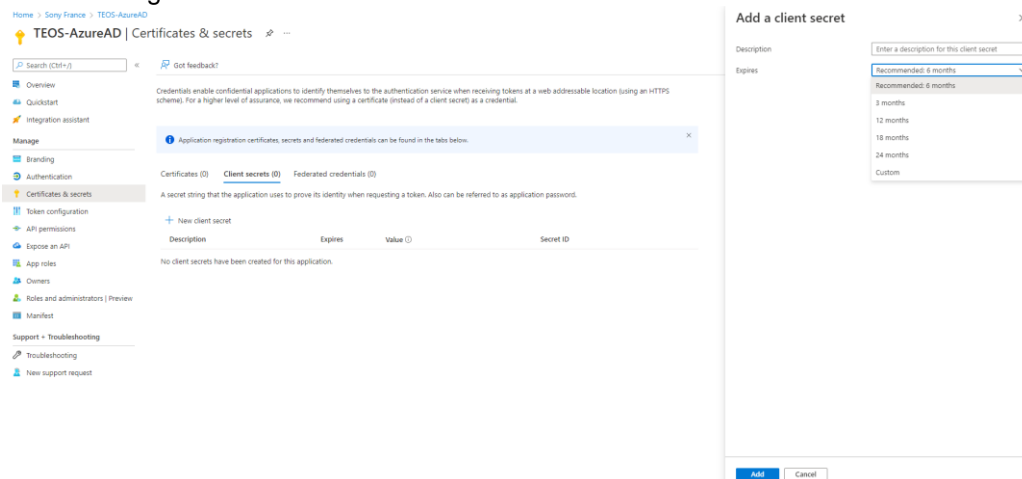 Home > Sony France > TEOS-AzureAD
TEOS-AzureAD | Certificates & secrets
Search (Ctrl+/)
«
Overview
Quickstart
Integration assistant
Manage
Branding
Authentication
Certificates & secrets
Token configuration
API permissions
Expose an API
App roles
Owners
Roles and administrators | Preview
Manifest
Support + Troubleshooting
Troubleshooting
New support request
Got feedback?
Credentials enable confidential applications to identify themselves to the authentication service when receiving tokens at a web addressable location (using an HTTPS
scheme). For a higher level of assurance, we recommend using a certificate (instead of a client secret) as a credential.
Application registration certificates, secrets and federated credentials can be found in the tabs below.
Certificates (0) Client secrets (0) Federated credentials (0)
A secret string that the application uses to prove its identity when requesting a token. Also can be referred to as application password.
+ New client secret
Description Expires Value Secret ID
No client secrets have been created for this application.
Add a client secret
Description Enter a description for this client secret
Expires Recommended: 6 months
Recommended: 6 months
3 months
12 months
18 months
24 months
Custom
Add Cancel